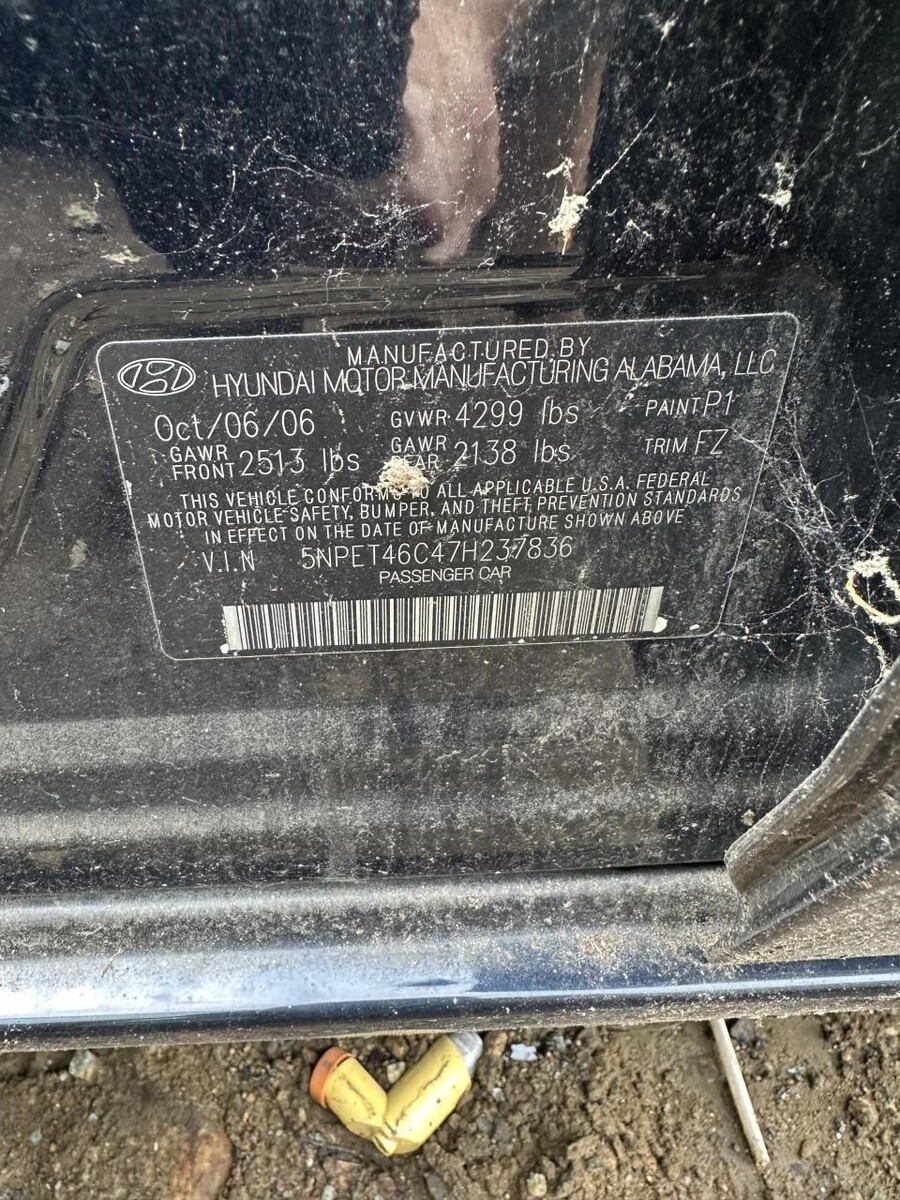 MANUFACTURED BY
HYUNDAI MOTOR MANUFACTURING ALABAMA, LLC
Oct/06/06 GVWR 4299 lbs PAINT P1
GAWR FRONT 2513 lbs GAWR REAR 2138 lbs TRIM FZ
THIS VEHICLE CONFORMS TO ALL APPLICABLE U.S.A. FEDERAL
MOTOR VEHICLE SAFETY, BUMPER, AND THEFT PREVENTION STANDARDS
IN EFFECT ON THE DATE OF MANUFACTURE SHOWN ABOVE
V.I.N 5NPET46C47H237836
PASSENGER CAR